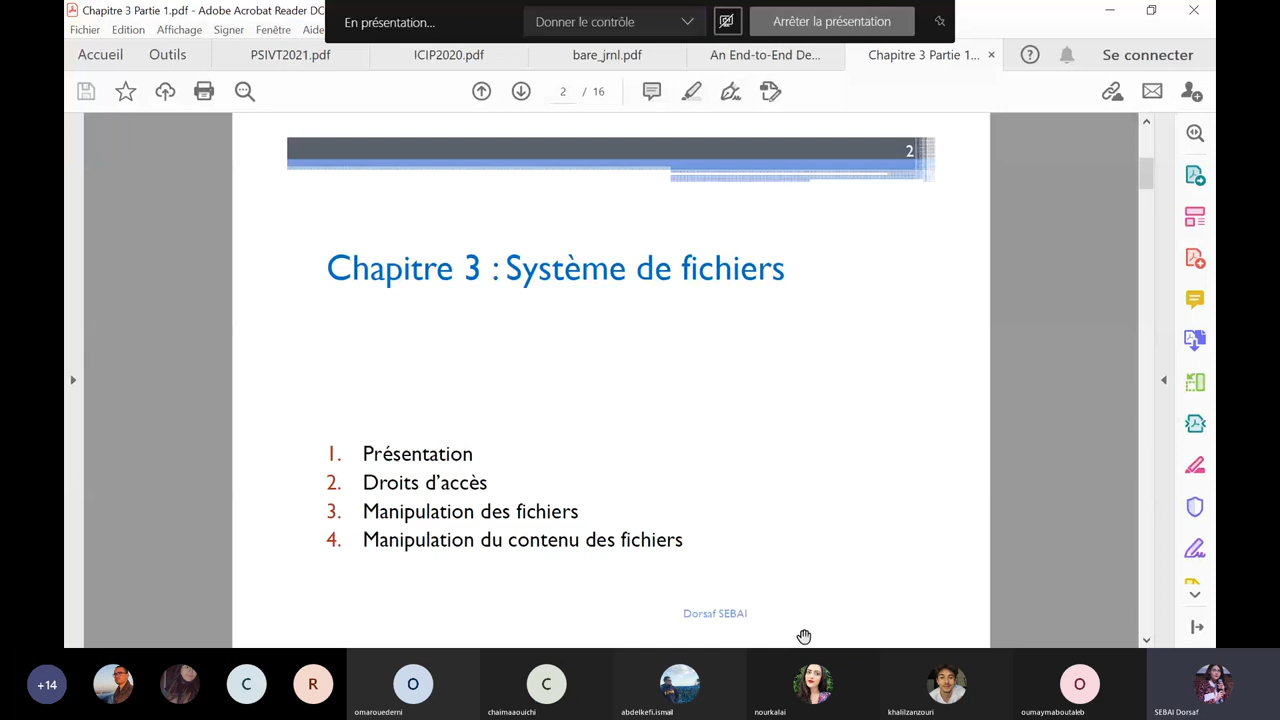 Chapitre 3 Partie 1.pdf - Adobe Acrobat Reader DC
En présentation...
Donner le contrôle
Arrêter la présentation
Fichier Edition Affichage Signer Fenêtre Aide
Accueil Outils PSIVT2021.pdf ICIP2020.pdf bare_jrnl.pdf An End-to-End De... Chapitre 3 Partie 1... × Se connecter
2 / 16
2
Chapitre 3 : Système de fichiers
1. Présentation
2. Droits d'accès
3. Manipulation des fichiers
4. Manipulation du contenu des fichiers
Dorsaf SEBAI
+14 C R O C O
omarouederni chaimaaouichi abdelkefi.ismail nourkalai khalilzanzouri oumaymaboutaleb SEBAI Dorsaf